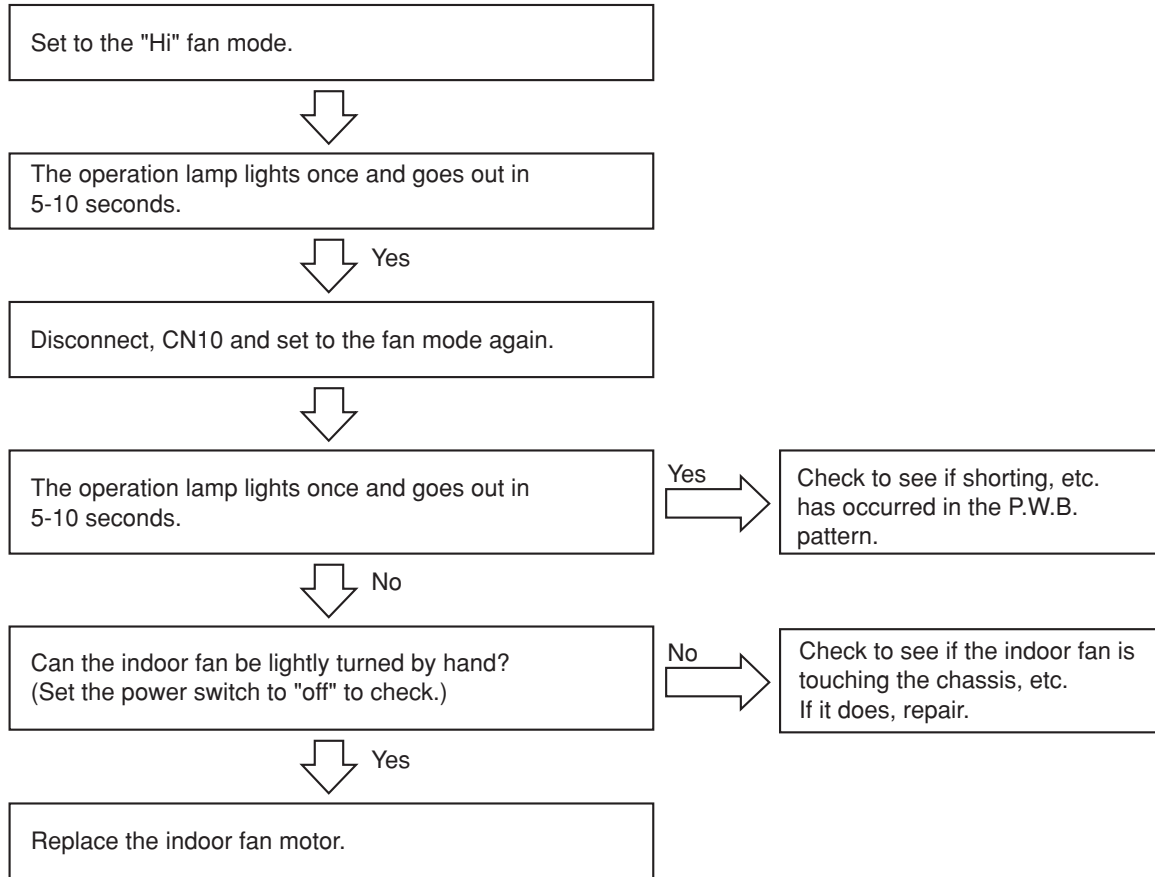 Set to the "Hi" fan mode.
The operation lamp lights once and goes out in
5-10 seconds.
Yes
Disconnect, CN10 and set to the fan mode again.
The operation lamp lights once and goes out in
5-10 seconds.
Yes
Check to see if shorting, etc.
has occurred in the P.W.B.
pattern.
No
Can the indoor fan be lightly turned by hand?
(Set the power switch to "off" to check.)
No
Check to see if the indoor fan is
touching the chassis, etc.
If it does, repair.
Yes
Replace the indoor fan motor.